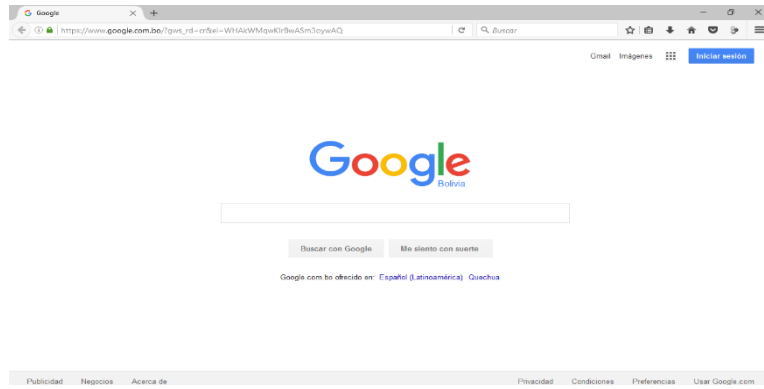 Google
https://www.google.com.bo/?gws_rd=cr&ei=WHAkWMqwKIrBwASm3oywAQ
Buscar
Gmail Imágenes Iniciar sesión
Google
Bolivia
Buscar con Google Me siento con suerte
Google.com.bo ofrecido en: Español (Latinoamérica) Quechua
Publicidad Negocios Acerca de Privacidad Condiciones Preferencias Usar Google.com